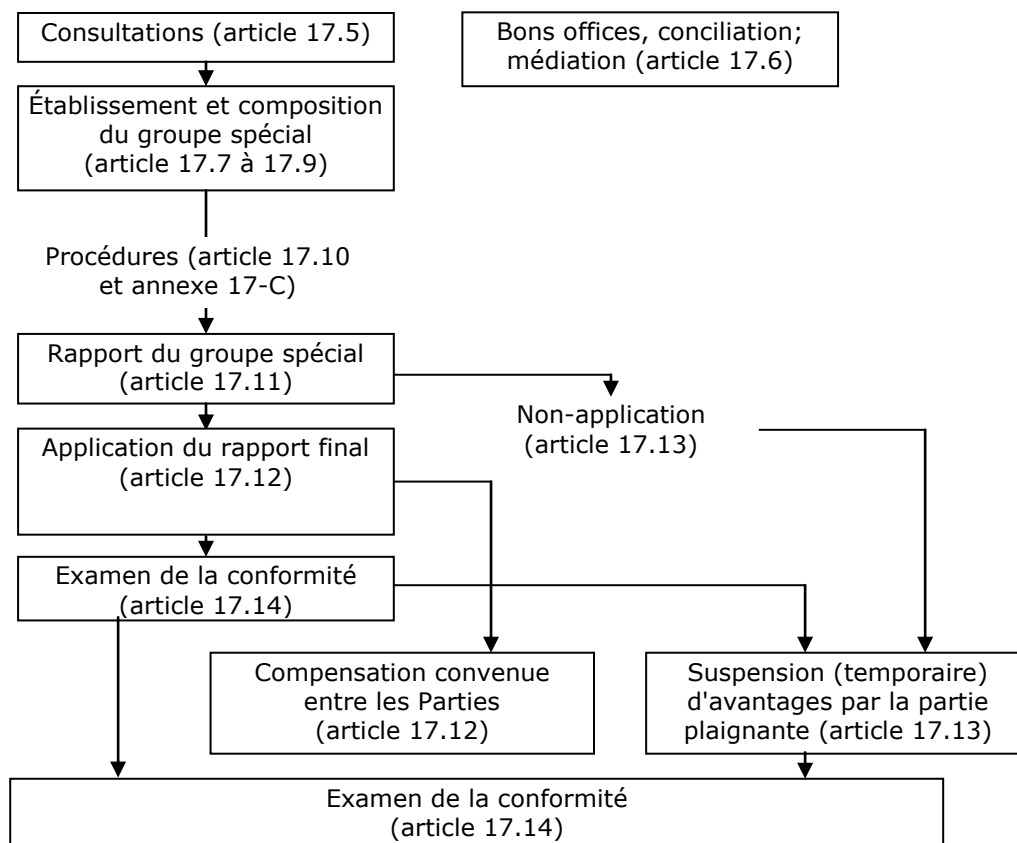 Consultations (article 17.5)
Bons offices, conciliation;
médiation (article 17.6)
Établissement et composition
du groupe spécial
(article 17.7 à 17.9)
Procédures (article 17.10
et annexe 17-C)
Rapport du groupe spécial
(article 17.11)
Non-application
(article 17.13)
Application du rapport final
(article 17.12)
Examen de la conformité
(article 17.14)
Compensation convenue
entre les Parties
(article 17.12)
Suspension (temporaire)
d'avantages par la partie
plaignante (article 17.13)
Examen de la conformité
(article 17.14)